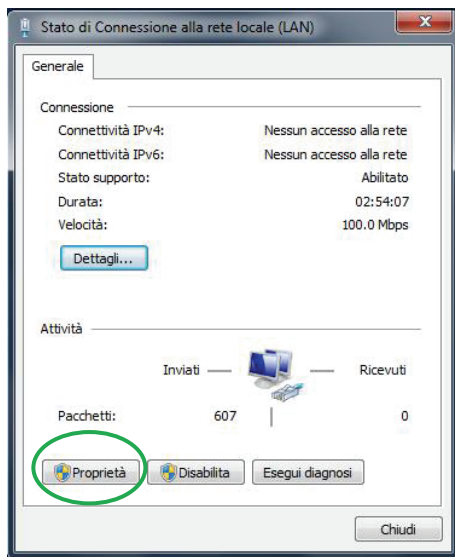 Stato di Connessione alla rete locale (LAN)
Generale
Connessione
Connettività IPv4: Nessun accesso alla rete
Connettività IPv6: Nessun accesso alla rete
Stato supporto: Abilitato
Durata: 02:54:07
Velocità: 100.0 Mbps
Dettagli...
Attività
Inviati Ricevuti
Pacchetti: 607 0
Proprietà Disabilita Esegui diagnosi
Chiudi